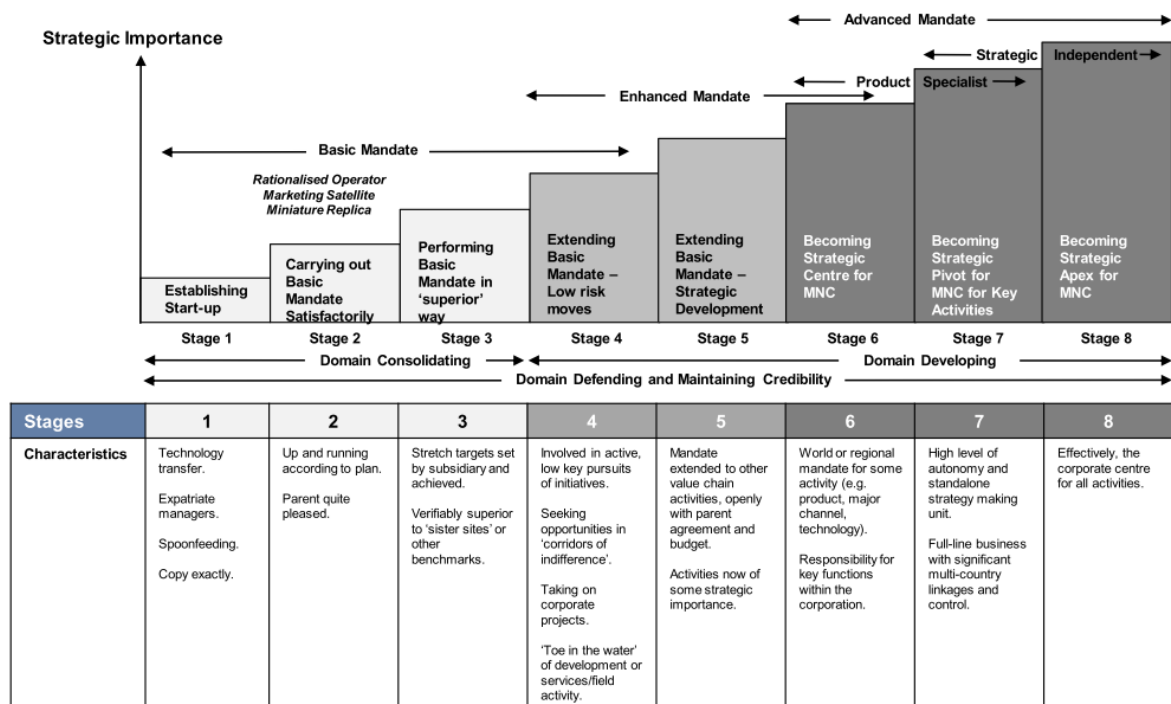 Advanced Mandate
Strategic Importance
Strategic Independent
Product Specialist
Enhanced Mandate
Basic Mandate
Rationalised Operator
Marketing Satellite
Miniature Replica
Establishing
Start-up
Carrying out
Basic
Mandate
Satisfactorily
Performing
Basic
Mandate in
‘superior’
way
Extending
Basic
Mandate –
Low risk
moves
Extending
Basic
Mandate –
Strategic
Development
Becoming
Strategic
Centre for
MNC
Becoming
Strategic
Pivot for
MNC for Key
Activities
Becoming
Strategic
Apex for
MNC
Stage 1
Stage 2
Stage 3
Stage 4
Stage 5
Stage 6
Stage 7
Stage 8
Domain Consolidating
Domain Developing
Domain Defending and Maintaining Credibility
Stages
1
2
3
4
5
6
7
8
Characteristics
Technology
transfer.
Expatriate
managers.
Spoonfeeding.
Copy exactly.
Up and running
according to plan.
Parent quite
pleased.
Stretch targets set
by subsidiary and
achieved.
Verifiably superior
to ‘sister sites’ or
other
benchmarks.
Involved in active,
low key pursuits
of initiatives.
Seeking
opportunities in
‘corridors of
indifference’.
Taking on
corporate
projects.
‘Toe in the water’
of development or
services/field
activity.
Mandate
extended to other
value chain
activities, openly
with parent
agreement and
budget.
Activities now of
some strategic
importance.
World or regional
mandate for some
activity (e.g.
product, major
channel,
technology).
Responsibility for
key functions
within the
corporation.
High level of
autonomy and
standalone
strategy making
unit.
Full-line business
with significant
multi-country
linkages and
control.
Effectively, the
corporate centre
for all activities.